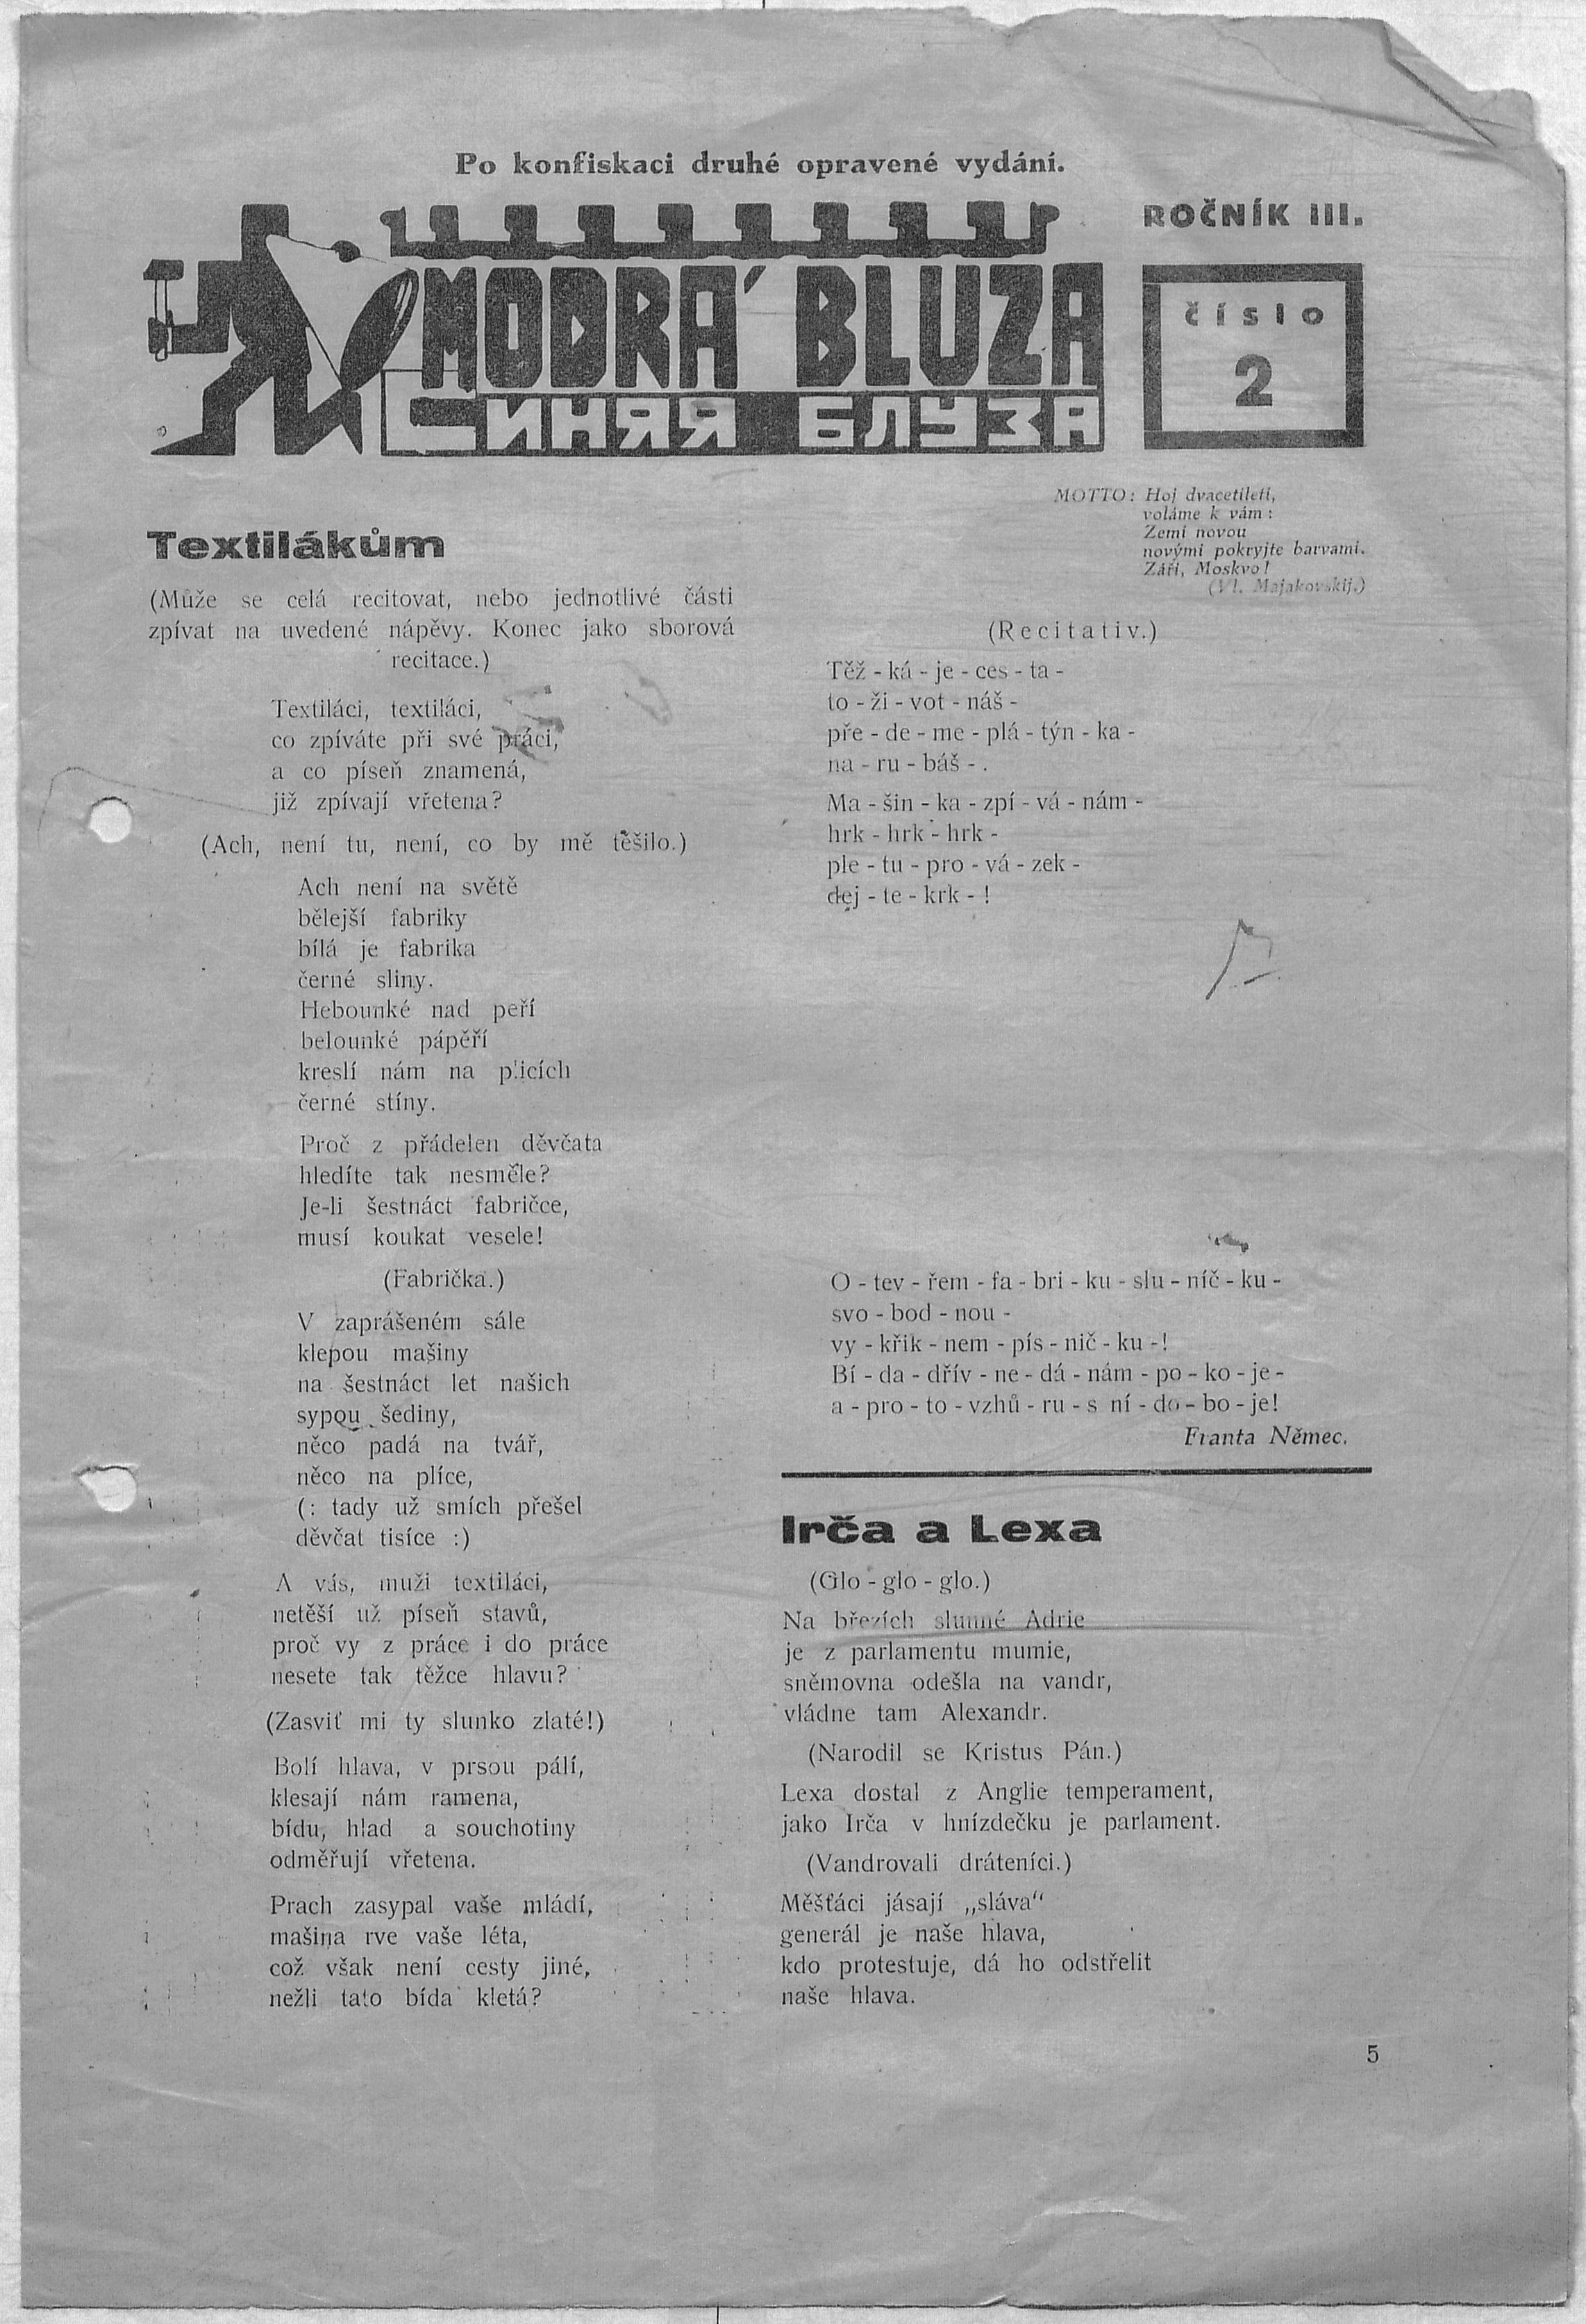 Po konfiskaci druhé opravené vydání.
MODRÁ BLUZA
СИНЯЯ БЛУЗА
ROČNÍK III.
číslo
2
MOTTO: Hoj dvacetiletí,
voláme k vám:
Zemi novou
novými pokryjte barvami.
Září, Moskvo!
(Vl. Majakovskij.)
Textilákům
(Může se celá recitovat, nebo jednotlivé části
zpívat na uvedené nápěvy. Konec jako sborová
recitace.)
Textiláci, textiláci,
co zpíváte při své práci,
a co píseň znamená,
již zpívají vřetena?
(Ach, není tu, není, co by mě těšilo.)
Ach není na světě
bělejší fabriky
bílá je fabrika
černé sliny.
Hebounké nad peří
belounké pápěří
kreslí nám na plicích
černé stíny.
Proč z přádelen děvčata
hledíte tak nesměle?
Je-li šestnáct fabričce,
musí koukat vesele!
(Fabrička.)
V zaprášeném sále
klepou mašiny
na šestnáct let našich
sypou šediny,
něco padá na tvář,
něco na plíce,
(: tady už smích přešel
děvčat tisíce :)
A vás, muži textiláci,
netěší už píseň stavů,
proč vy z práce i do práce
nesete tak těžce hlavu?
(Zasviť mi ty slunko zlaté!)
Bolí hlava, v prsou pálí,
klesají nám ramena,
bídu, hlad a souchotiny
odměřují vřetena.
Prach zasypal vaše mládí,
mašina rve vaše léta,
což však není cesty jiné,
nežli tato bída kletá?
(Recitativ.)
Těž - ká - je - ces - ta -
to - ži - vot - náš -
pře - de - me - plá - týn - ka -
na - ru - báš - .
Ma - šin - ka - zpí - vá - nám -
hrk - hrk - hrk -
ple - tu - pro - vá - zek -
dej - te - krk - !
O - tev - řem - fa - bri - ku - slu - níč - ku -
svo - bod - nou -
vy - křik - nem - pís - nič - ku -!
Bí - da - dřív - ne - dá - nám - po - ko - je -
a - pro - to - vzhů - ru - s ní - do - bo - je!
Franta Němec.
Irča a Lexa
(Glo - glo - glo.)
Na březích slunné Adrie
je z parlamentu mumie,
sněmovna odešla na vandr,
vládne tam Alexandr.
(Narodil se Kristus Pán.)
Lexa dostal z Anglie temperament,
jako Irča v hnízdečku je parlament.
(Vandrovali dráteníci.)
Měšťáci jásají „sláva“
generál je naše hlava,
kdo protestuje, dá ho odstřelit
naše hlava.
5